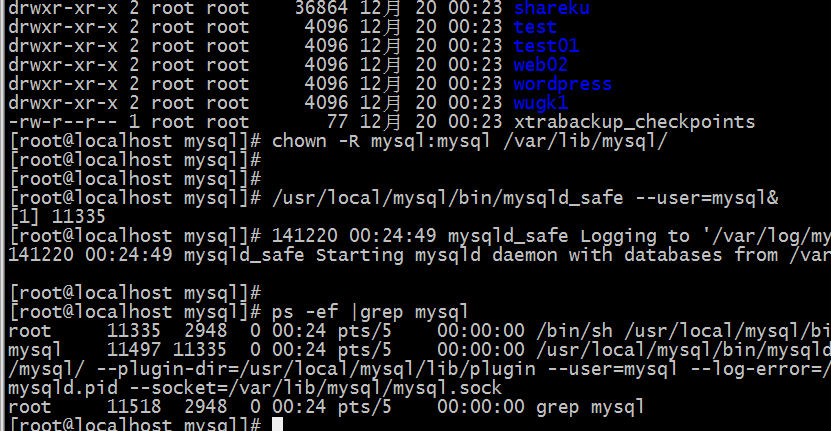 drwxr-xr-x 2 root root 36864 12月 20 00:23 shareku
drwxr-xr-x 2 root root 4096 12月 20 00:23 test
drwxr-xr-x 2 root root 4096 12月 20 00:23 test01
drwxr-xr-x 2 root root 4096 12月 20 00:23 web02
drwxr-xr-x 2 root root 4096 12月 20 00:23 wordpress
drwxr-xr-x 2 root root 4096 12月 20 00:23 wugk1
-rw-r--r-- 1 root root 77 12月 20 00:23 xtrabackup_checkpoints
[root@localhost mysql]# chown -R mysql:mysql /var/lib/mysql/
[root@localhost mysql]#
[root@localhost mysql]#
[root@localhost mysql]# /usr/local/mysql/bin/mysqld_safe --user=mysql&
[1] 11335
[root@localhost mysql]# 141220 00:24:49 mysqld_safe Logging to '/var/log/my
141220 00:24:49 mysqld_safe Starting mysqld daemon with databases from /var
[root@localhost mysql]#
[root@localhost mysql]# ps -ef |grep mysql
root 11335 2948 0 00:24 pts/5 00:00:00 /bin/sh /usr/local/mysql/bi
mysql 11497 11335 0 00:24 pts/5 00:00:00 /usr/local/mysql/bin/mysqld
/mysql/ --plugin-dir=/usr/local/mysql/lib/plugin --user=mysql --log-error=/
mysqld.pid --socket=/var/lib/mysql/mysql.sock
root 11518 2948 0 00:24 pts/5 00:00:00 grep mysql
[root@localhost mysql]#